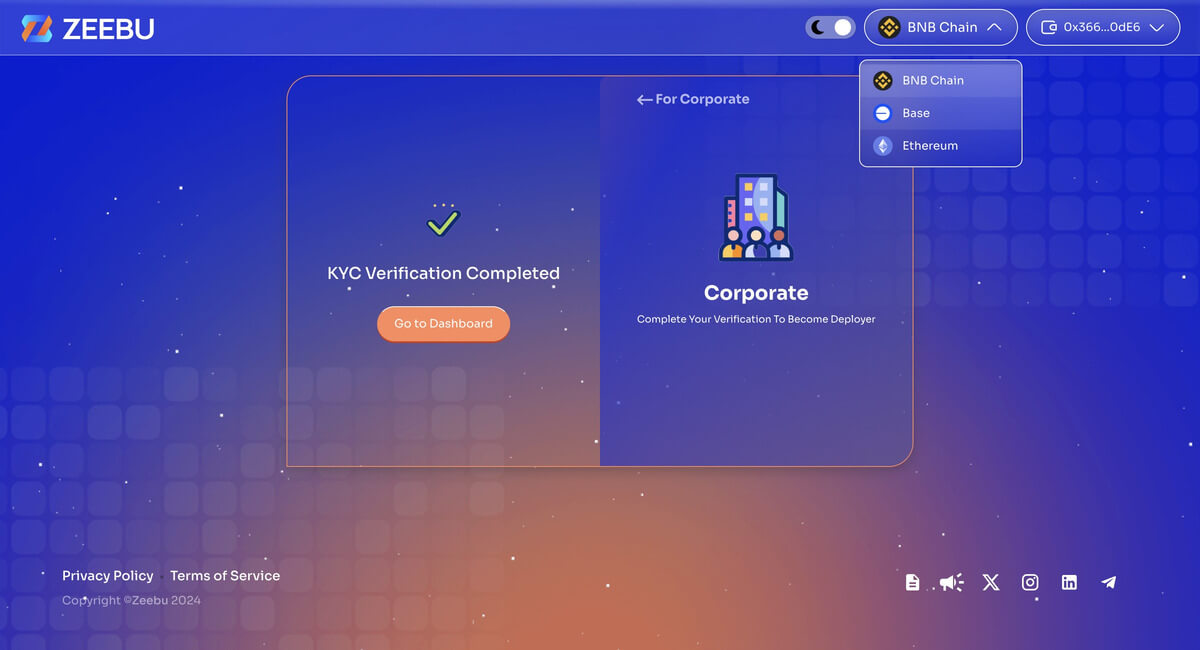 ZEEBU
BNB Chain
0x366...0dE6
BNB Chain
Base
Ethereum
For Corporate
KYC Verification Completed
Go to Dashboard
Corporate
Complete Your Verification To Become Deployer
Privacy Policy
Terms of Service
Copyright ©Zeebu 2024